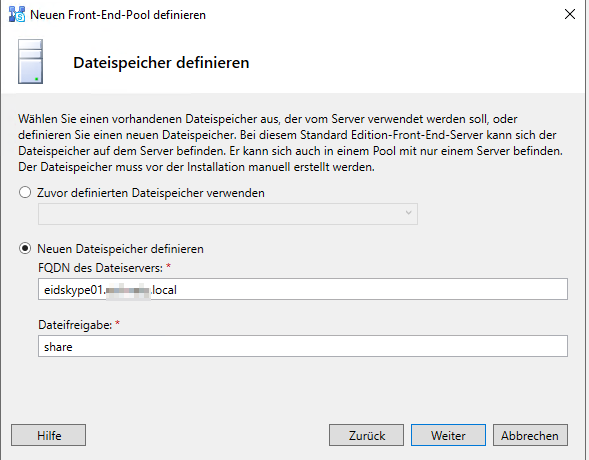 Neuen Front-End-Pool definieren
Dateispeicher definieren
Wählen Sie einen vorhandenen Dateispeicher aus, der vom Server verwendet werden soll, oder
definieren Sie einen neuen Dateispeicher. Bei diesem Standard Edition-Front-End-Server kann sich der
Dateispeicher auf dem Server befinden. Er kann sich auch in einem Pool mit nur einem Server befinden.
Der Dateispeicher muss vor der Installation manuell erstellt werden.
Zuvor definierten Dateispeicher verwenden
Neuen Dateispeicher definieren
FQDN des Dateiservers: *
eidskype01. .local
Dateifreigabe: *
share
Hilfe Zurück Weiter Abbrechen